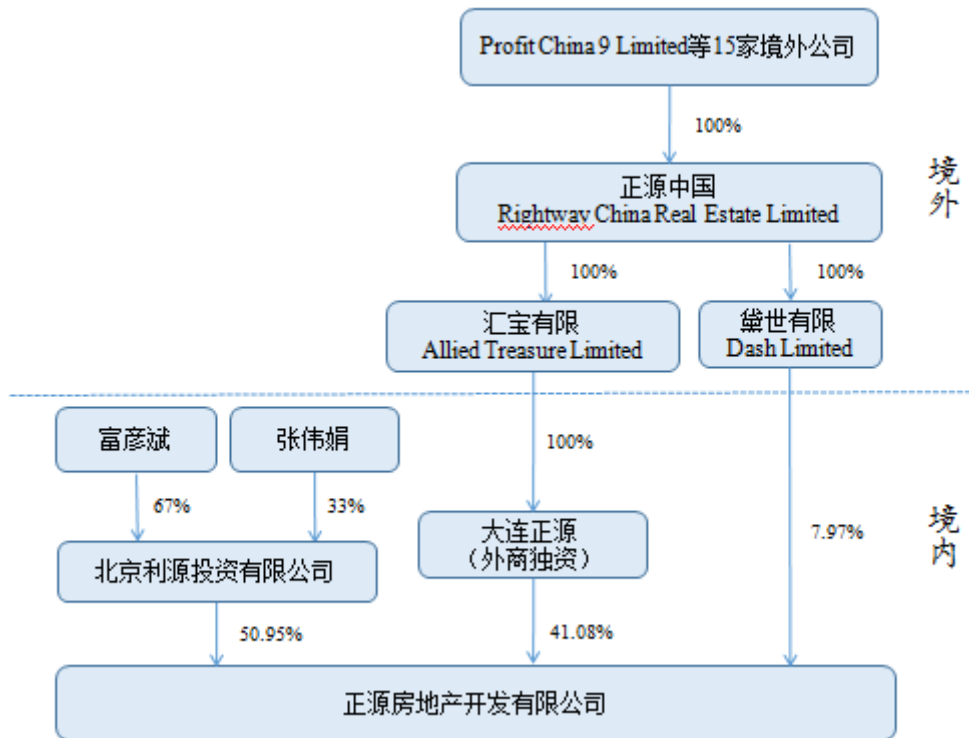 Profit China 9 Limited等15家境外公司
100%
正源中国
Rightway China Real Estate Limited
境外
100%
100%
汇宝有限
Allied Treasure Limited
黛世有限
Dash Limited
富彦斌
张伟娟
100%
67%
33%
大连正源
（外商独资）
7.97%
境内
北京利源投资有限公司
50.95%
41.08%
正源房地产开发有限公司